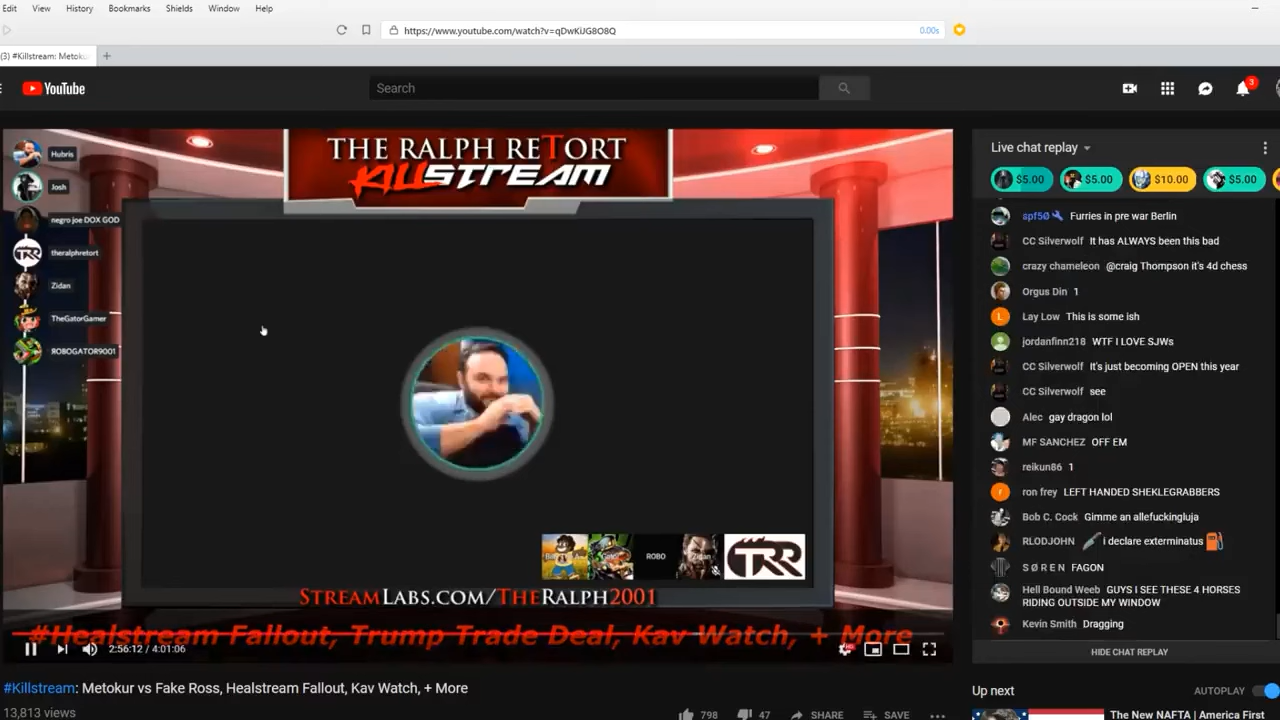 Edit View History Bookmarks Shields Window Help
https://www.youtube.com/watch?v=qDwKiJG8O8Q 0.00s
(3) #Killstream: Metoku
YouTube
Search
3
THE RALPH RETORT
KILLSTREAM
Hubris
Josh
negro joe DOX GOD
theralphretort
Zidan
TheGatorGamer
ROBOGATOR9001
ROBO
Zidan
TRR
STREAMLABS.COM/THERALPH2001
#Healstream Fallout, Trump Trade Deal, Kav Watch, + More
2:56:12 / 4:01:06
#Killstream: Metokur vs Fake Ross, Healstream Fallout, Kav Watch, + More
13,813 views
798 47 SHARE SAVE
Live chat replay
$5.00 $5.00 $10.00 $5.00
spf50 Furries in pre war Berlin
CC Silverwolf It has ALWAYS been this bad
crazy chameleon @craig Thompson it's 4d chess
Orgus Din 1
L Lay Low This is some ish
jordanfinn218 WTF I LOVE SJWs
CC Silverwolf It's just becoming OPEN this year
CC Silverwolf see
Alec gay dragon lol
MF SANCHEZ OFF EM
reikun86 1
r ron frey LEFT HANDED SHEKLEGRABBERS
Bob C. Cock Gimme an allefuckingluja
RLODJOHN i declare exterminatus
S Ø R E N FAGON
Hell Bound Weeb GUYS I SEE THESE 4 HORSES
RIDING OUTSIDE MY WINDOW
Kevin Smith Dragging
HIDE CHAT REPLAY
Up next AUTOPLAY
The New NAFTA | America First